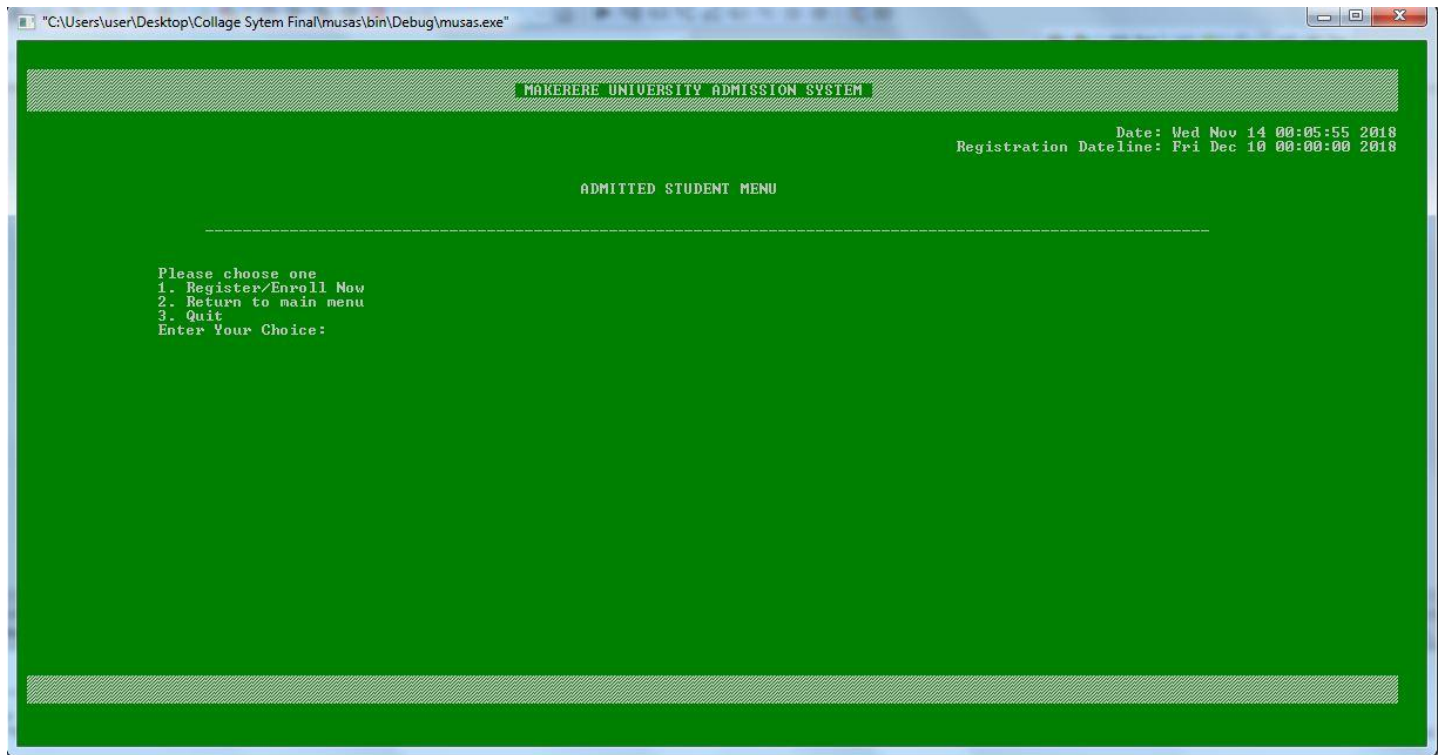 "C:\Users\user\Desktop\Collage Sytem Final\musas\bin\Debug\musas.exe"
MAKERERE UNIVERSITY ADMISSION SYSTEM
Date: Wed Nov 14 00:05:55 2018
Registration Dateline: Fri Dec 10 00:00:00 2018
ADMITTED STUDENT MENU
Please choose one
1. Register/Enroll Now
2. Return to main menu
3. Quit
Enter Your Choice: